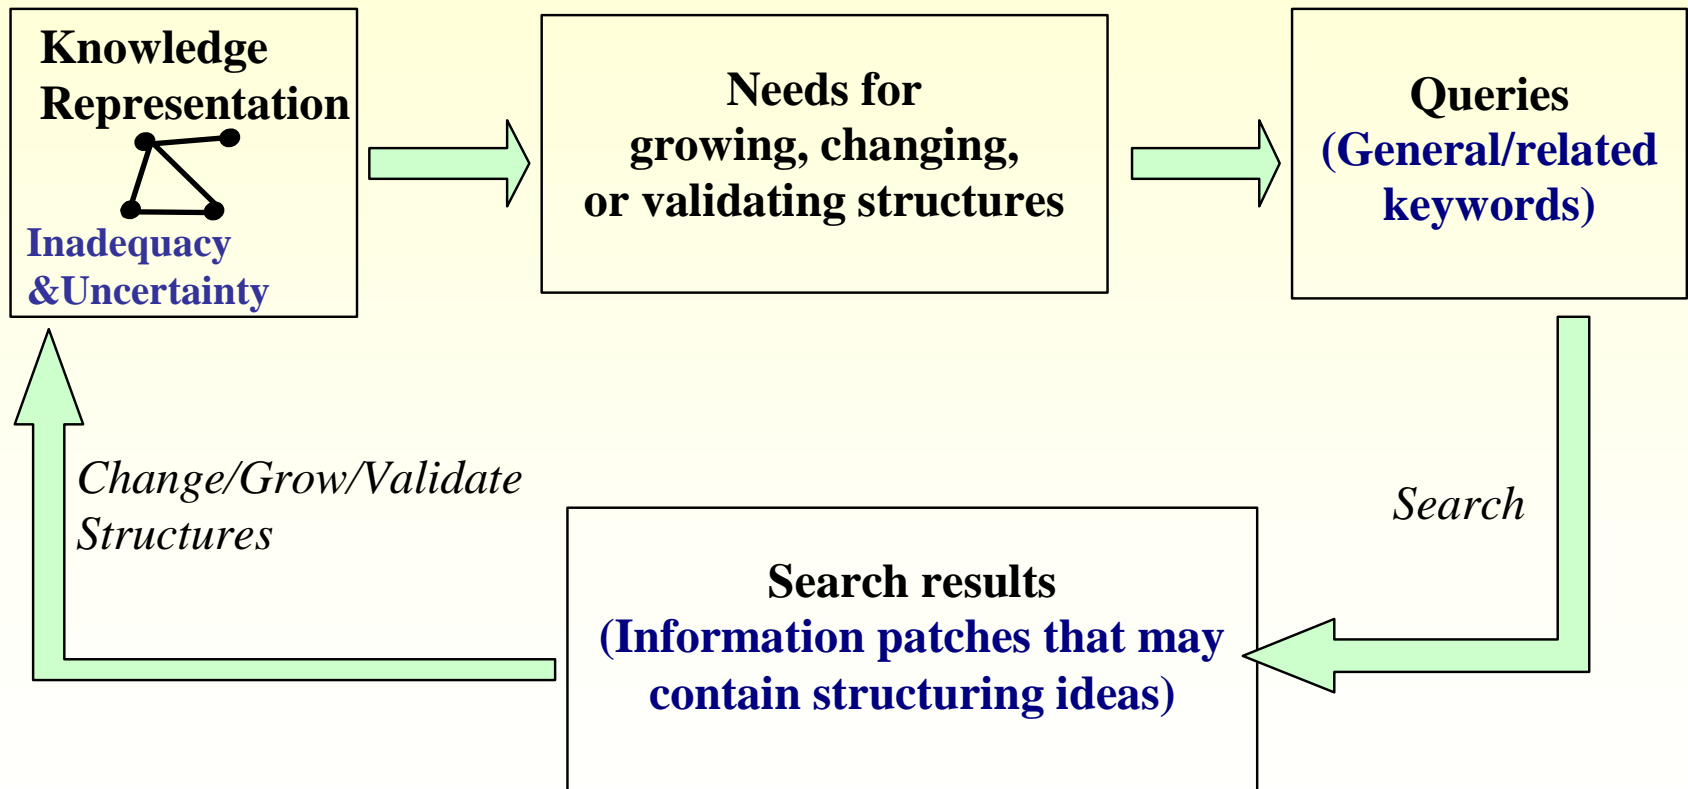 Knowledge
Representation
Inadequacy
&Uncertainty
Needs for
growing, changing,
or validating structures
Queries
(General/related
keywords)
Change/Grow/Validate
Structures
Search
Search results
(Information patches that may
contain structuring ideas)